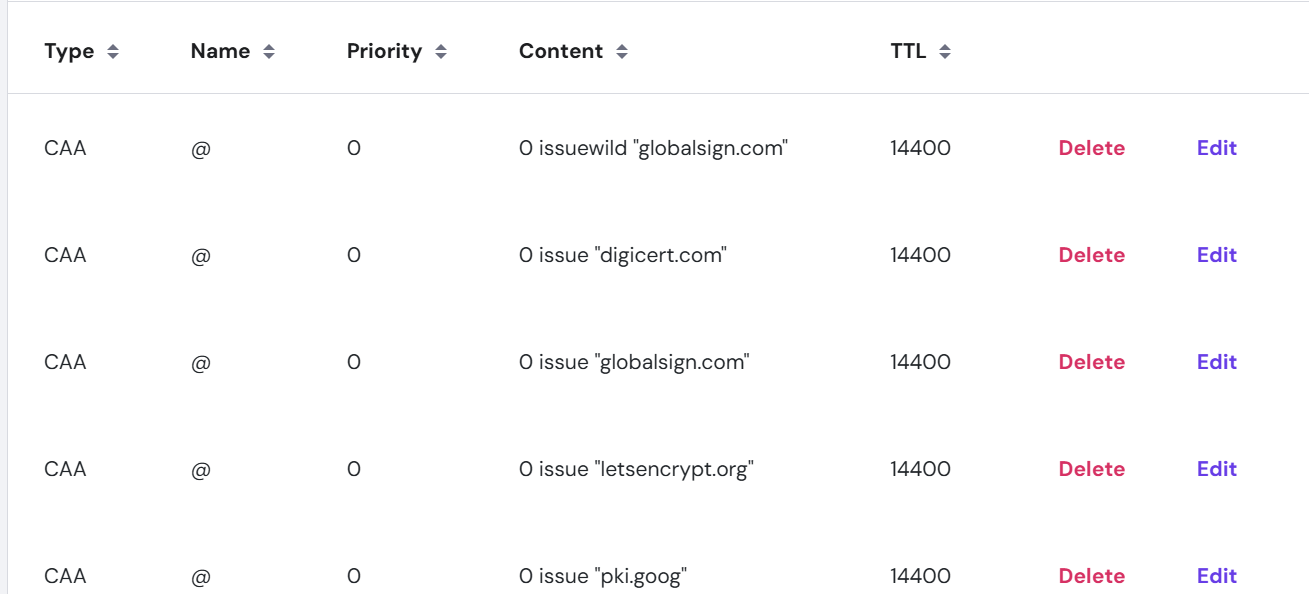 Type Name Priority Content TTL
CAA @ 0 0 issuewild "globalsign.com" 14400 Delete Edit
CAA @ 0 0 issue "digicert.com" 14400 Delete Edit
CAA @ 0 0 issue "globalsign.com" 14400 Delete Edit
CAA @ 0 0 issue "letsencrypt.org" 14400 Delete Edit
CAA @ 0 0 issue "pki.goog" 14400 Delete Edit